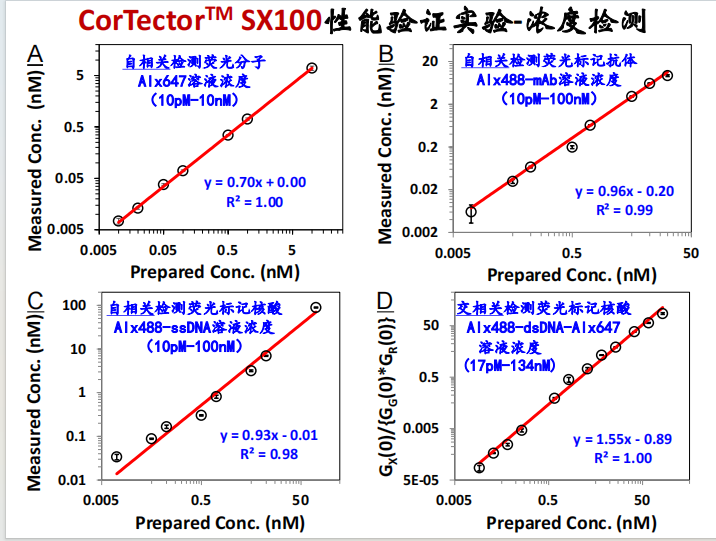 CorTector™ SX100性能验证实验-浓度检测
A
自相关检测荧光分子
Alx647溶液浓度
(10pM-10nM)
y = 0.70x + 0.00
R² = 1.00
Measured Conc. (nM)
5
0.5
0.05
0.005
0.005 0.05 0.5 5
Prepared Conc. (nM)
B
自相关检测荧光标记抗体
Alx488-mAb溶液浓度
(10pM-100nM)
y = 0.96x - 0.20
R² = 0.99
Measured Conc. (nM)
20
2
0.2
0.02
0.002
0.005 0.5 50
Prepared Conc. (nM)
C
自相关检测荧光标记核酸
Alx488-ssDNA溶液浓度
(10pM-100nM)
y = 0.93x - 0.01
R² = 0.98
Measured Conc. (nM)
100
10
1
0.1
0.01
0.005 0.5 50
Prepared Conc. (nM)
D
交相关检测荧光标记核酸
Alx488-dsDNA-Alx647
溶液浓度
(17pM-134nM)
y = 1.55x - 0.89
R² = 1.00
Gx(0)/{GG(0)*GR(0)}
50
0.5
0.005
5E-05
0.005 0.5 50
Prepared Conc. (nM)